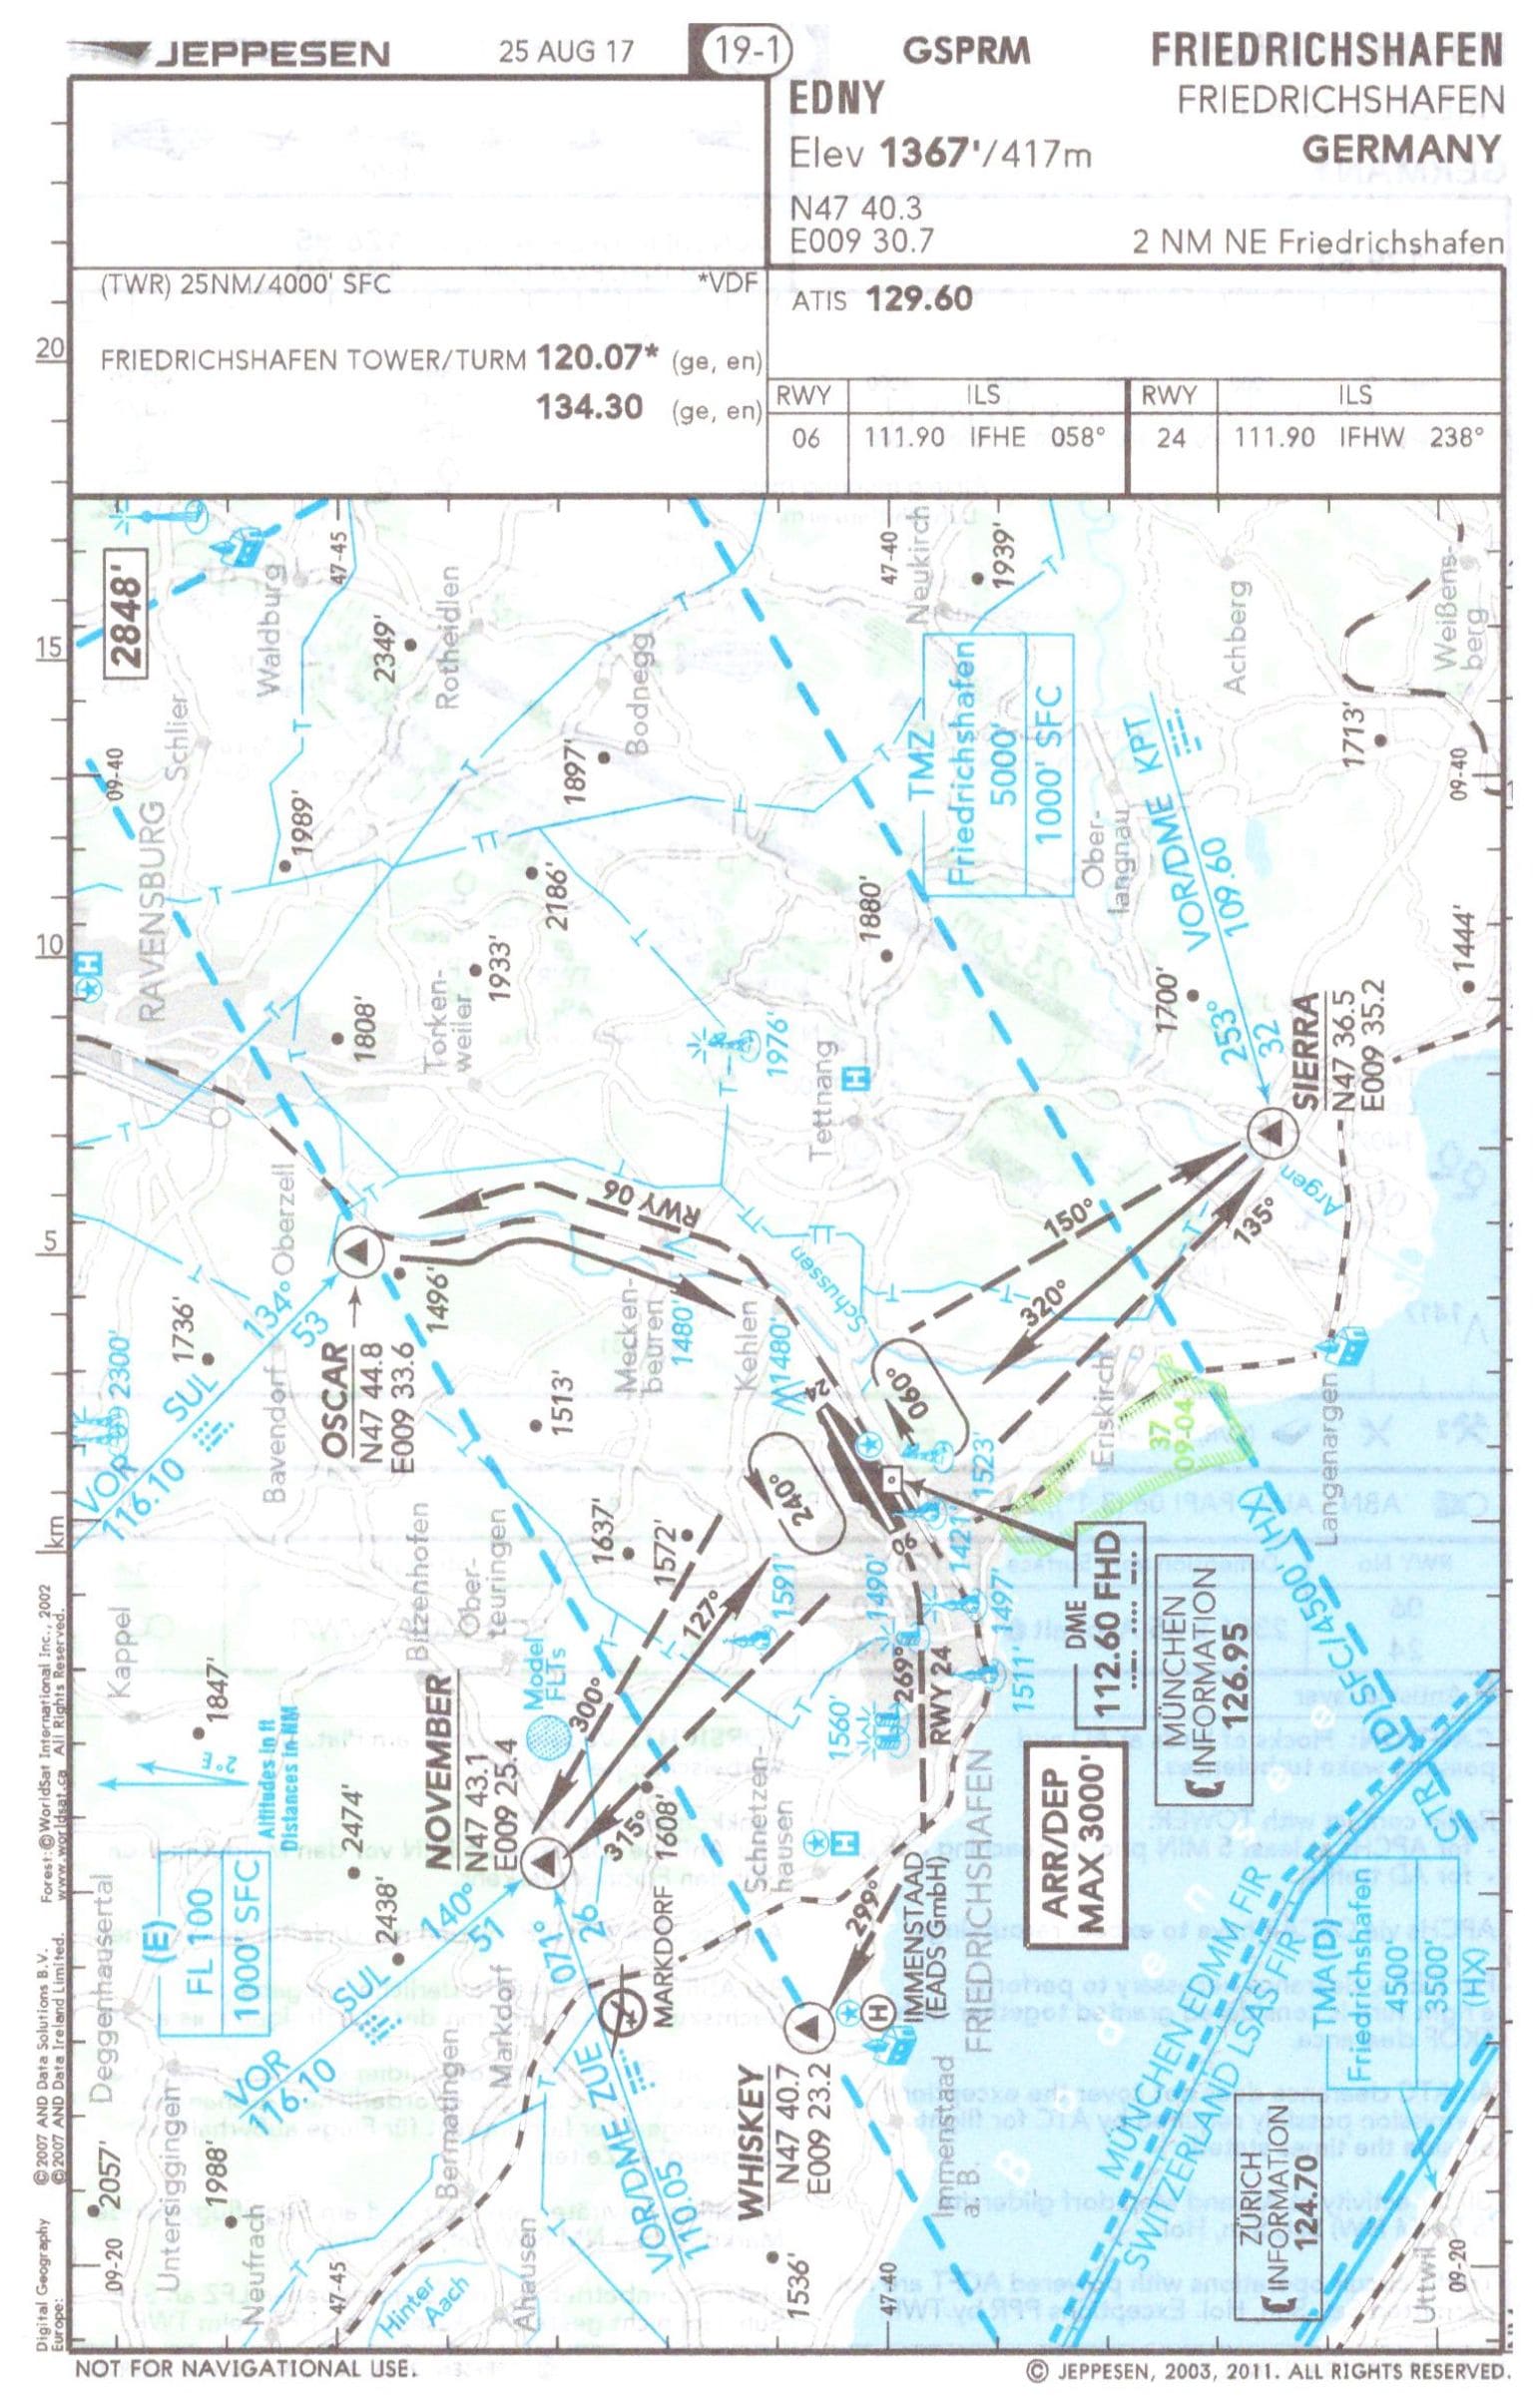 JEPPESEN
25 AUG 17
19-1
GSPRM
FRIEDRICHSHAFEN
EDNY
FRIEDRICHSHAFEN
Elev 1367'/417m
GERMANY
N47 40.3
E009 30.7
2 NM NE Friedrichshafen
(TWR) 25NM/4000' SFC
*VDF
ATIS 129.60
FRIEDRICHSHAFEN TOWER/TURM 120.07* (ge, en)
134.30 (ge, en)
RWY
ILS
RWY
ILS
06
111.90 IFHE 058°
24
111.90 IFHW 238°
20
15
10
5
km
2848'
Waldburg
47-45
2349'
Rotheidlen
Bodnegg
47-40
Neukirch
1939'
Achberg
Weißens-
berg
Schlier
09-40
RAVENSBURG
1989'
1897'
2186'
1933'
1808'
Torken-
weiler
1880'
TMZ
Friedrichshafen
5000'
1000' SFC
Ober-
langnau
VOR/DME KPT
109.60
253°
32
1713'
09-40
1444'
1700'
1976'
Tettnang
H
H
SIERRA
N47 36.5
E009 35.2
Argen
Oberzell
RWY 06
Schussen
150°
135°
320°
1736'
134°
53
2300'
SUL
VOR
116.10
Bavendorf
OSCAR
N47 44.8
E009 33.6
1496'
1513'
Mecken-
beuren
1480'
Kehlen
1480'
24
060°
240°
06
1523'
1421'
Eriskirch
37
09-04
Langenargen
Kappel
Bitzenhofen
Ober-
teuringen
1637'
1572'
1591'
1490'
1497'
1511'
DME
112.60 FHD
MÜNCHEN
INFORMATION
126.95
(D)SFC/4500' (HX)
CTR
1847'
2°E
Altitudes in ft
Distances in NM
NOVEMBER
N47 43.1
E009 25.4
Model
FLTs
300°
127°
315°
1608'
1560'
269°
RWY 24
Schnetzen
hausen
H
2474'
2438'
Deggenhausertal
(E)
FL 100
1000 SFC
140°
51
SUL
VOR
116.10
071°
26
VOR/DME ZUE
110.05
Markdorf
MARKDORF
299°
IMMENSTAAD
(EADS GmbH)
H
FRIEDRICHSHAFEN
ARR/DEP
MAX 3000'
WHISKEY
N47 40.7
E009 23.2
Immenstaad
a. B.
B
o
d
e
n
s
e
e
MÜNCHEN EDMM FIR
SWITZERLAND LSAS FIR
TMA(D)
Friedrichshafen
4500'
3500'
(HX)
ZÜRICH
INFORMATION
124.70
2057'
Untersiggingen
1988'
Neufrach
09-20
47-45
Hinter
Aach
Bermatingen
Ahausen
1536'
47-40
Uttwil
09-20
Digital Geography
Europe:
©2007 AND Data Solutions B.V.
©2007 AND Data Ireland Limited.
Forest: ©WorldSat International Inc., 2002
www.worldsat.ca All Rights Reserved.
NOT FOR NAVIGATIONAL USE.
© JEPPESEN, 2003, 2011. ALL RIGHTS RESERVED.